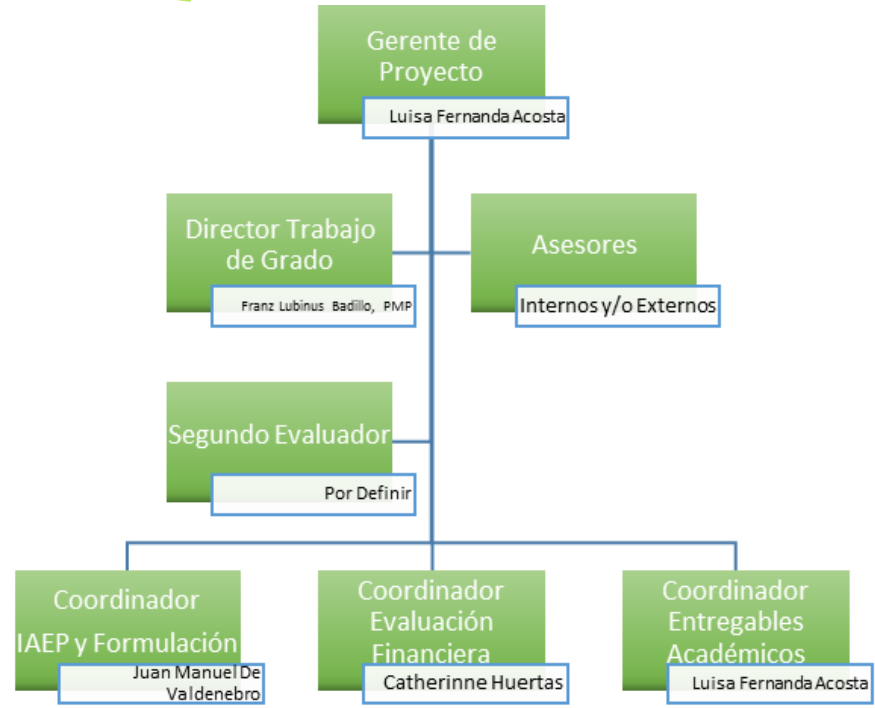 Gerente de
Proyecto
Luisa Fernanda Acosta
Director Trabajo
de Grado
Franz Lubinus Badillo, PMP
Asesores
Internos y/o Externos
Segundo Evaluador
Por Definir
Coordinador
IAEP y Formulación
Juan Manuel De
Valdenebro
Coordinador
Evaluación
Financiera
Catherinne Huertas
Coordinador
Entregables
Académicos
Luisa Fernanda Acosta